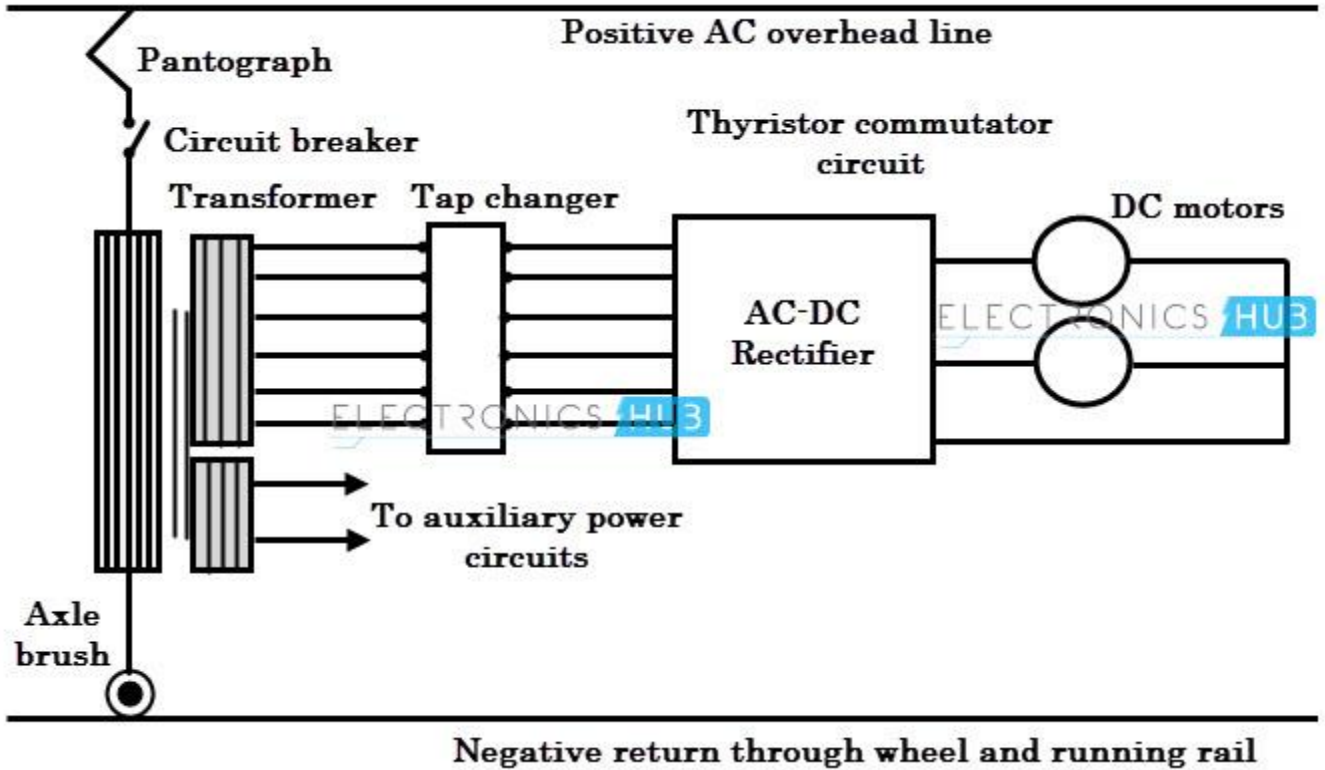 Positive AC overhead line
Pantograph
Circuit breaker
Thyristor commutator
circuit
Transformer
Tap changer
DC motors
AC-DC
Rectifier
ELECTRONICS HUB
ELECTRONICS HUB
To auxiliary power
circuits
Axle
brush
Negative return through wheel and running rail